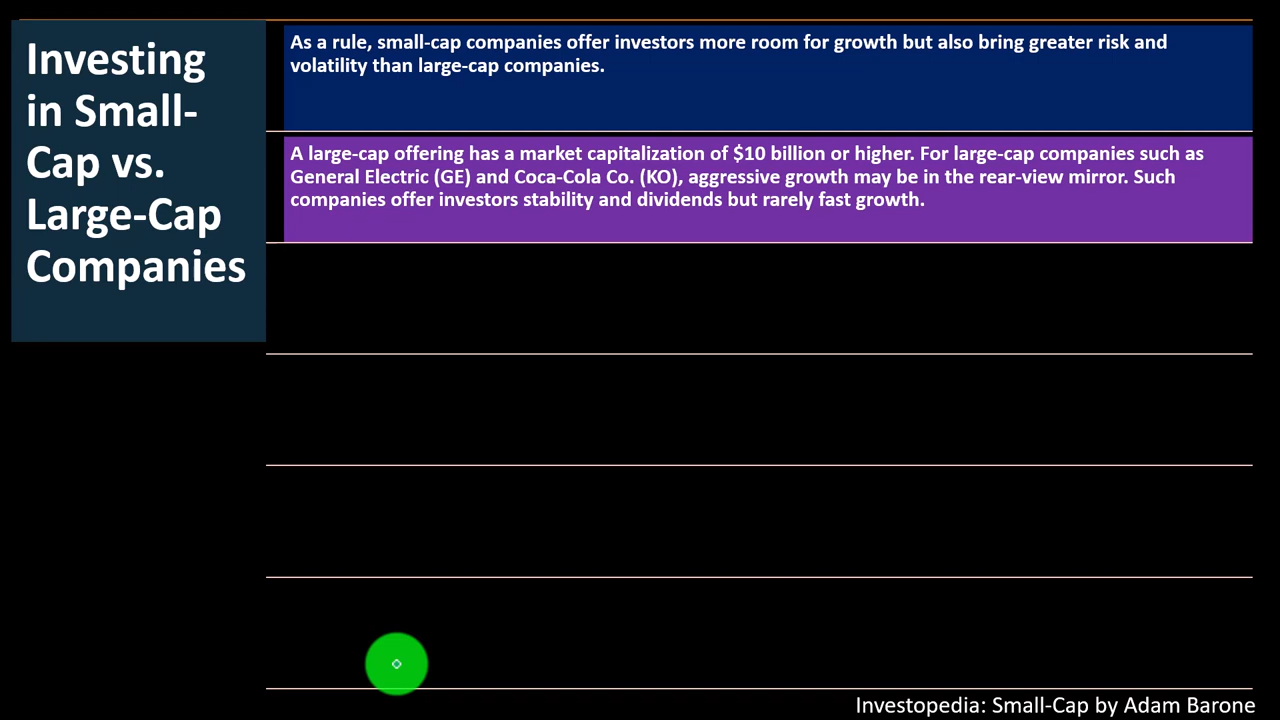 Investing
in Small-
Cap vs.
Large-Cap
Companies
As a rule, small-cap companies offer investors more room for growth but also bring greater risk and
volatility than large-cap companies.
A large-cap offering has a market capitalization of $10 billion or higher. For large-cap companies such as
General Electric (GE) and Coca-Cola Co. (KO), aggressive growth may be in the rear-view mirror. Such
companies offer investors stability and dividends but rarely fast growth.
Investopedia: Small-Cap by Adam Barone